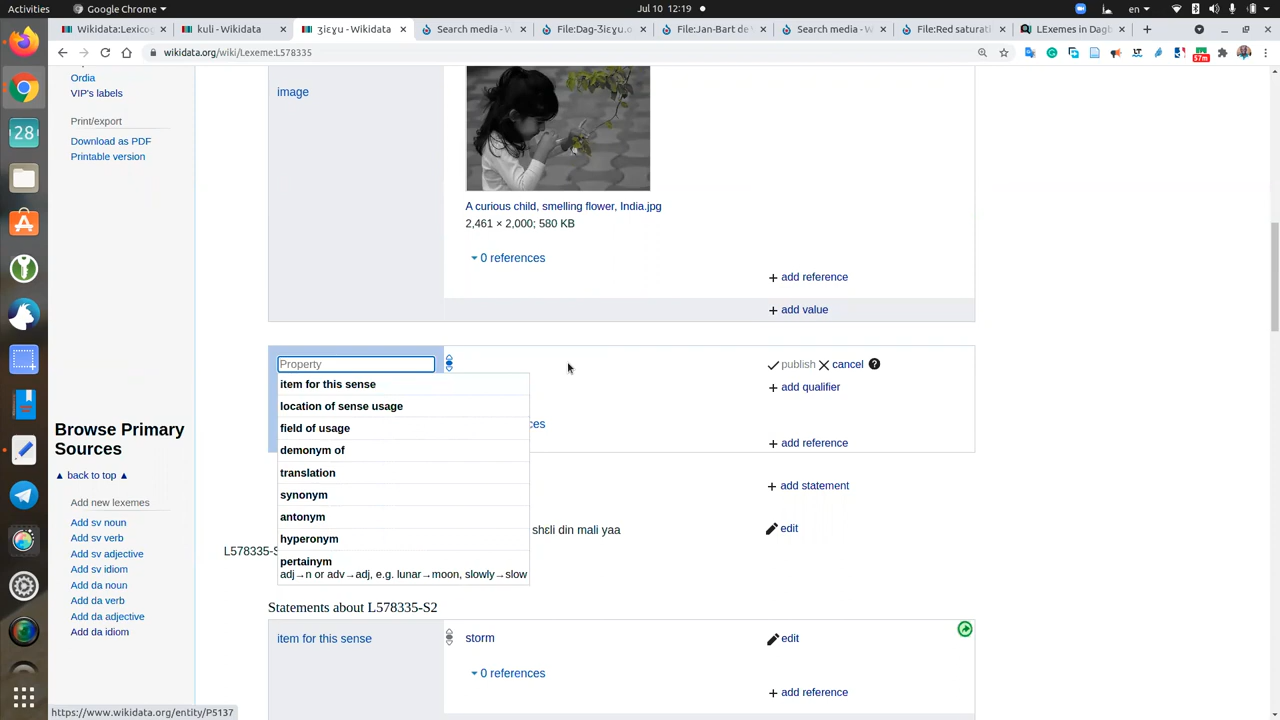 Activities
Google Chrome
Jul 10 12:19
en
Wikidata:Lexicog
kuli - Wikidata
ʒiɛɣu - Wikidata
Search media - W
File:Dag-Ʒiɛɣu.o
File:Jan-Bart de V
Search media - W
File:Red saturati
LExemes in Dagb
wikidata.org/wiki/Lexeme:L578335
57m
28
Ordia
VIP's labels
Print/export
Download as PDF
Printable version
Browse Primary
Sources
▲ back to top ▲
Add new lexemes
Add sv noun
Add sv verb
Add sv adjective
Add sv idiom
Add da noun
Add da verb
Add da adjective
Add da idiom
image
A curious child, smelling flower, India.jpg
2,461 × 2,000; 580 KB
0 references
+ add reference
+ add value
Property
publish
cancel
?
+ add qualifier
item for this sense
location of sense usage
field of usage
demonym of
translation
synonym
antonym
hyperonym
pertainym
adj→n or adv→adj, e.g. lunar→moon, slowly→slow
ces
+ add reference
+ add statement
shɛli din mali yaa
edit
L578335-S
Statements about L578335-S2
item for this sense
storm
edit
0 references
+ add reference
https://www.wikidata.org/entity/P5137